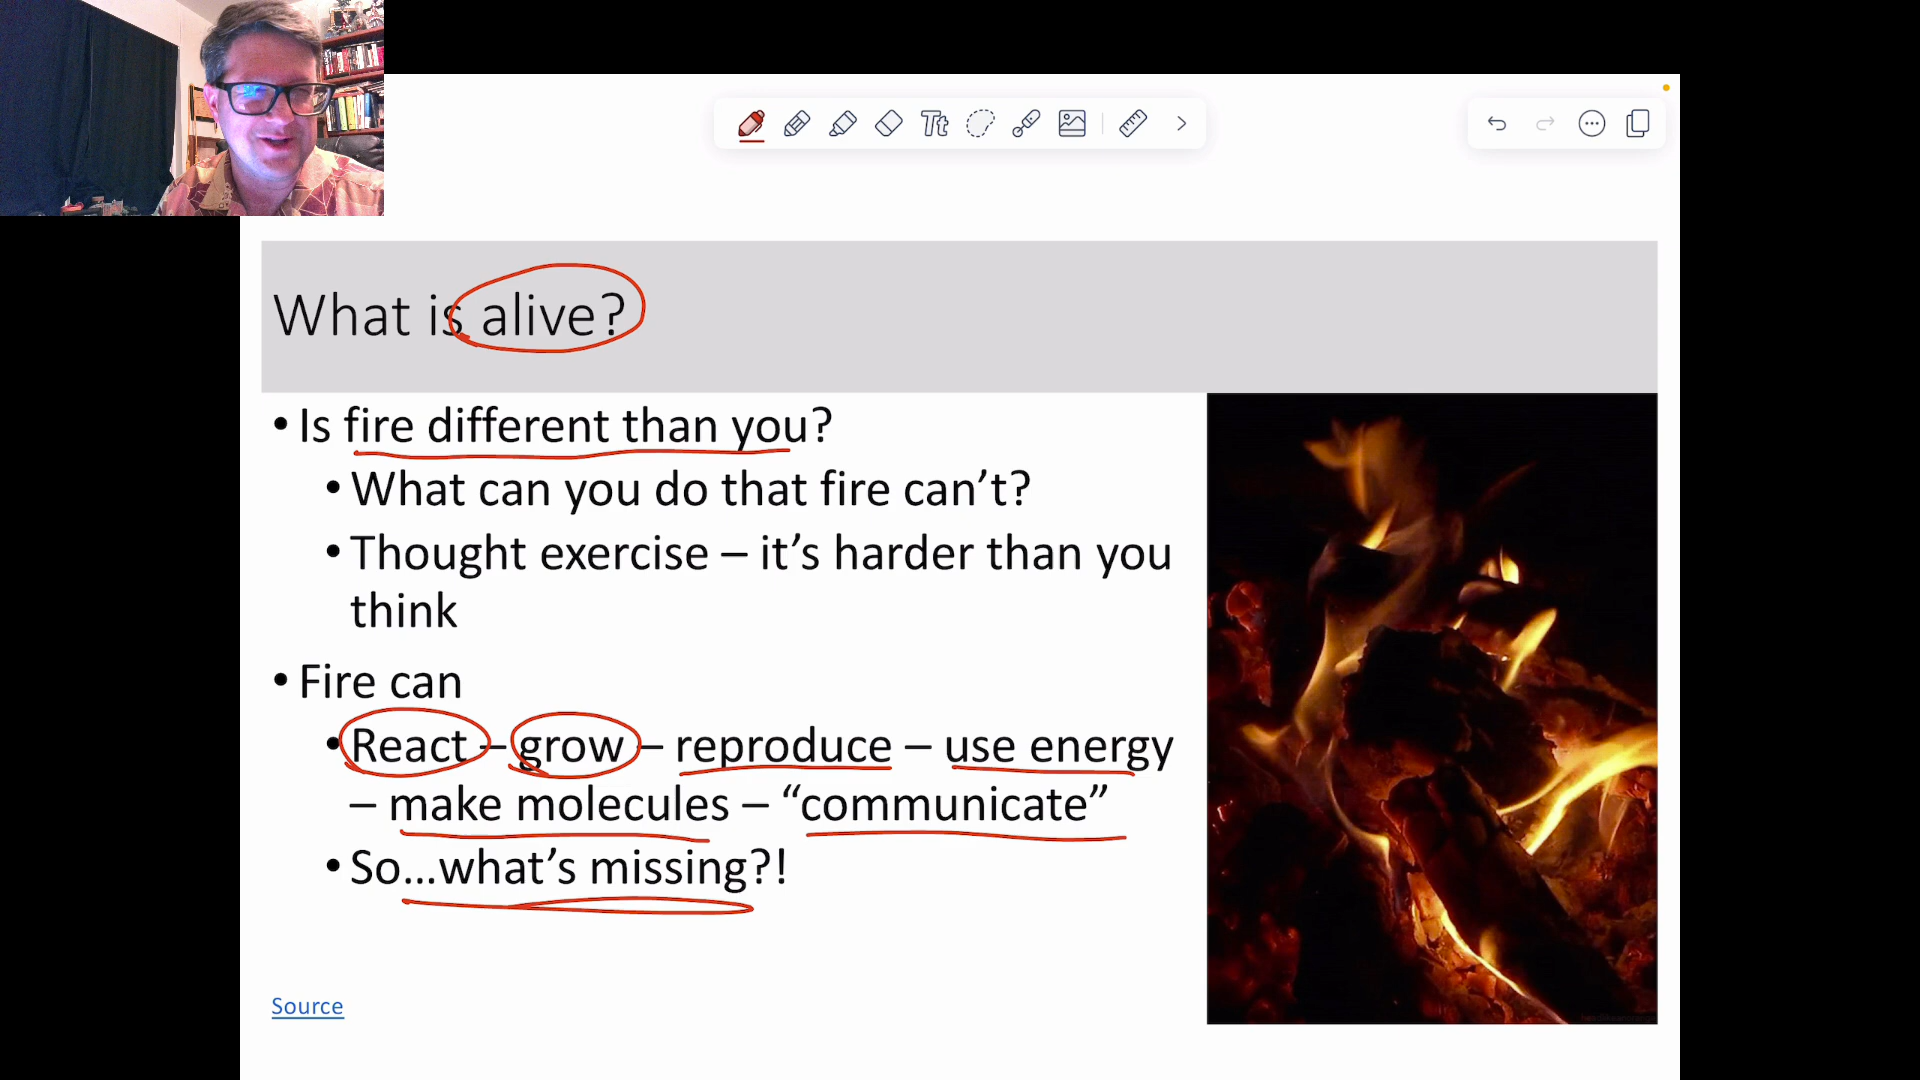 Tt
What is alive?
• Is fire different than you?
• What can you do that fire can’t?
• Thought exercise – it’s harder than you
think
• Fire can
• React – grow – reproduce – use energy
– make molecules – “communicate”
• So...what’s missing?!
Source